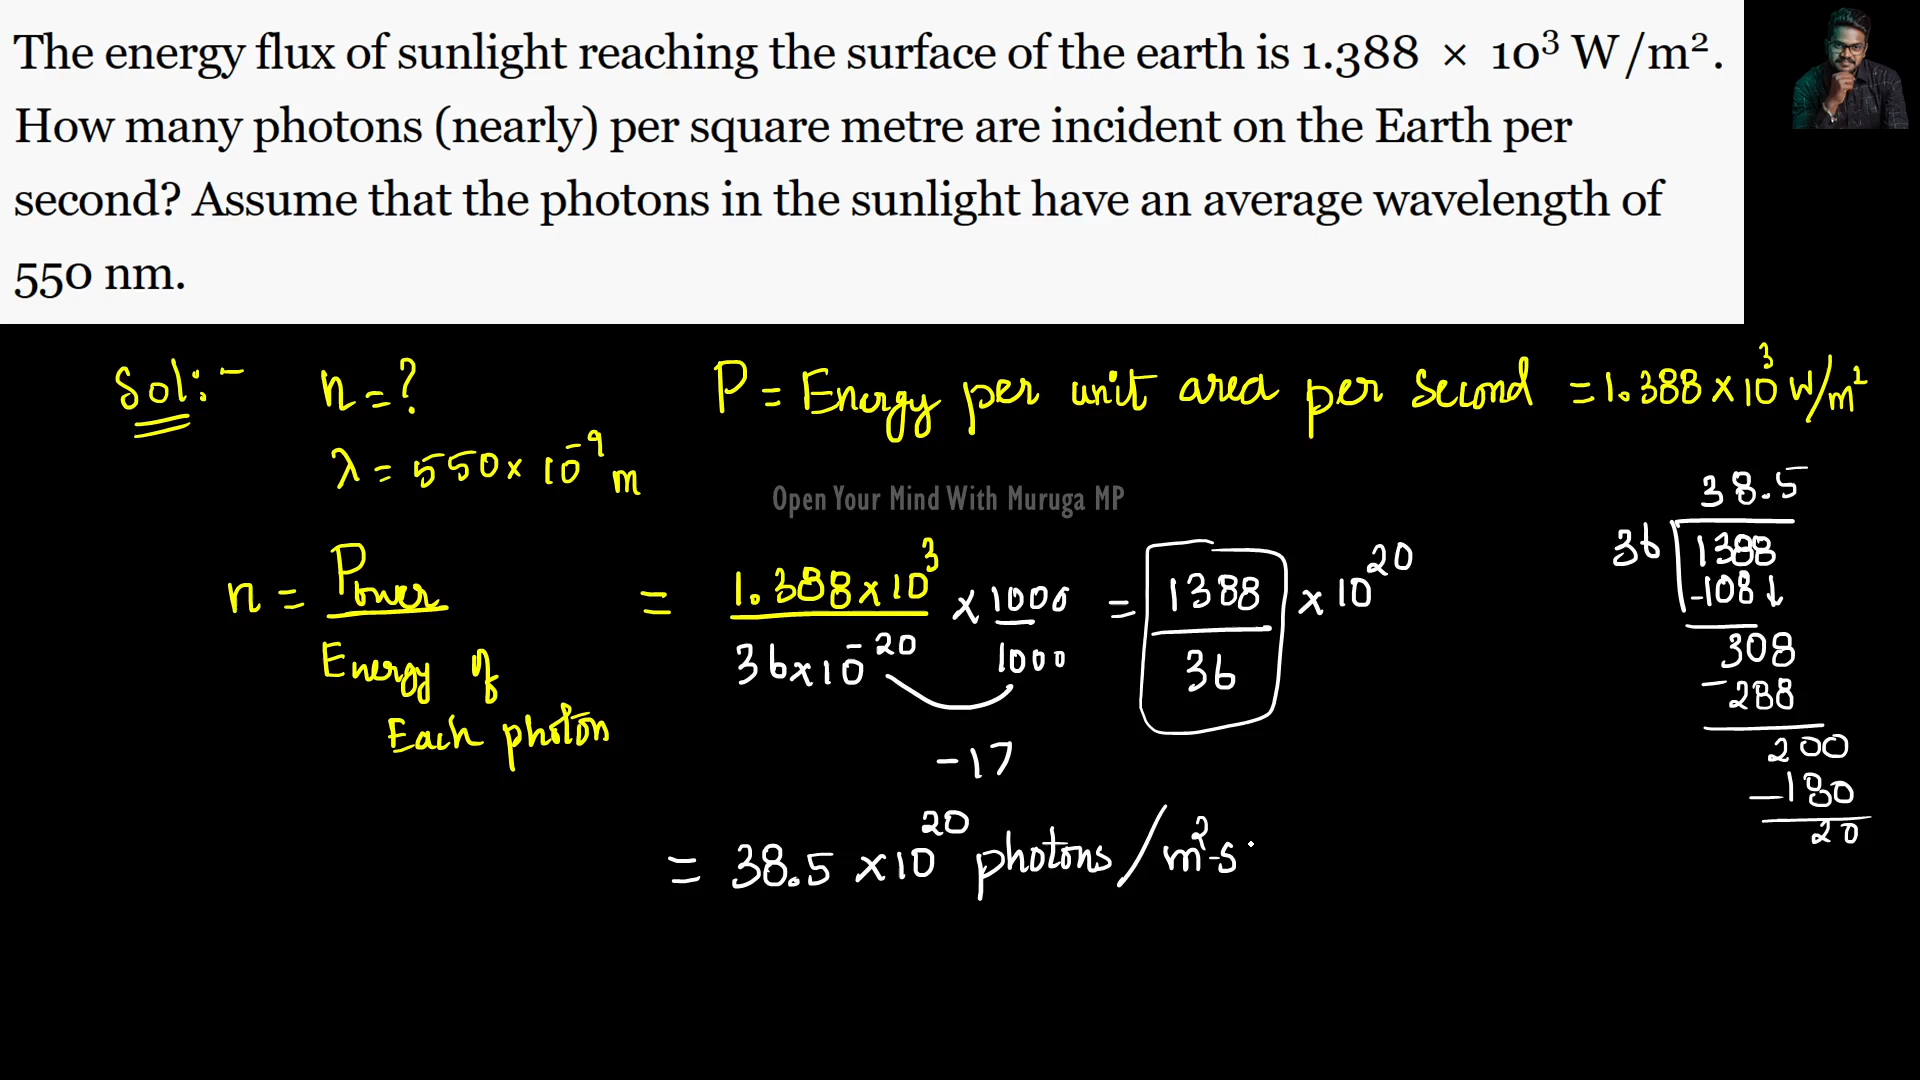 The energy flux of sunlight reaching the surface of the earth is 1.388 × 10³ W/m².
How many photons (nearly) per square metre are incident on the Earth per
second? Assume that the photons in the sunlight have an average wavelength of
550 nm.
Sol:- n = ? P = Energy per unit area per second = 1.388 × 10³ W/m²
λ = 550 × 10⁻⁹ m
Open Your Mind With Muruga MP
n = Power / Energy of Each photon = 1.388 × 10³ / 36 × 10⁻²⁰ × 1000 / 1000 = 1388 / 36 × 10²⁰
-17
= 38.5 × 10²⁰ photons / m²-s.
38.5
36 1388
-108↓
308
-288
200
-180
20